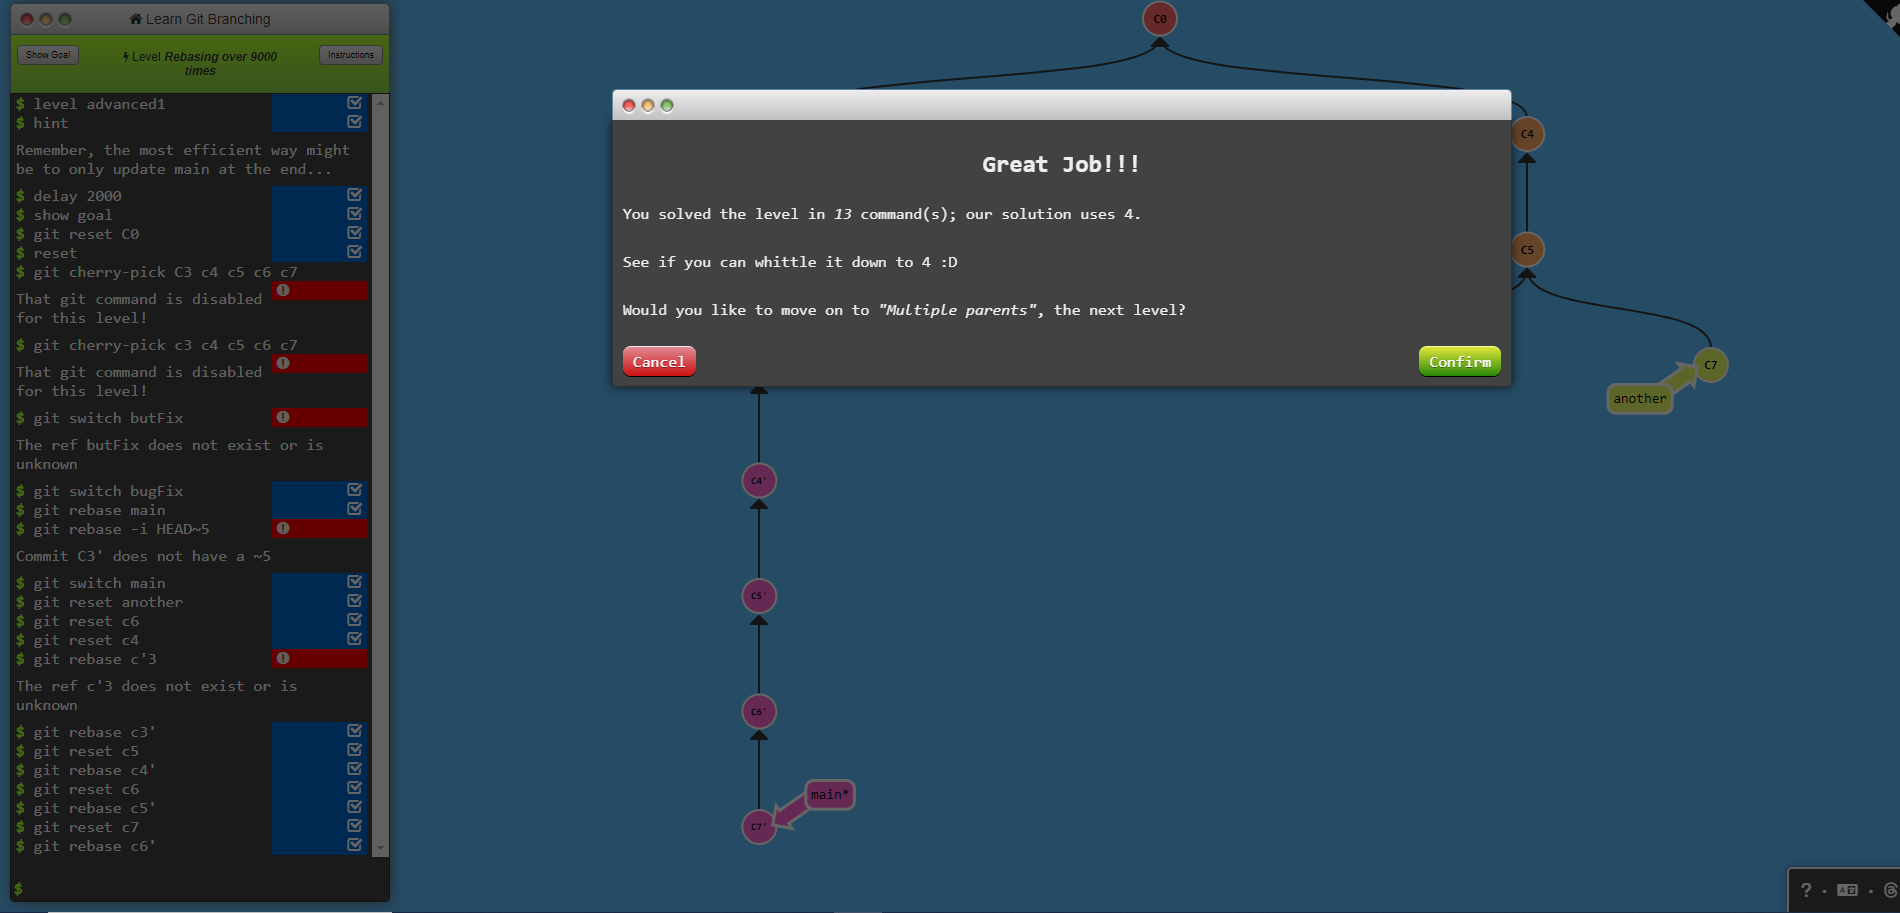 Learn Git Branching
Show Goal
Level Rebasing over 9000
times
Instructions
$ level advanced1
$ hint
Remember, the most efficient way might
be to only update main at the end...
$ delay 2000
$ show goal
$ git reset C0
$ reset
$ git cherry-pick C3 c4 c5 c6 c7
That git command is disabled
for this level!
$ git cherry-pick c3 c4 c5 c6 c7
That git command is disabled
for this level!
$ git switch butFix
The ref butFix does not exist or is
unknown
$ git switch bugFix
$ git rebase main
$ git rebase -i HEAD~5
Commit C3' does not have a ~5
$ git switch main
$ git reset another
$ git reset c6
$ git reset c4
$ git rebase c'3
The ref c'3 does not exist or is
unknown
$ git rebase c3'
$ git reset c5
$ git rebase c4'
$ git reset c6
$ git rebase c5'
$ git reset c7
$ git rebase c6'
$
C0
Great Job!!!
You solved the level in 13 command(s); our solution uses 4.
See if you can whittle it down to 4 :D
Would you like to move on to "Multiple parents", the next level?
Cancel
Confirm
C4
C5
C7
another
C4'
C5'
C6'
main*
C7'
?